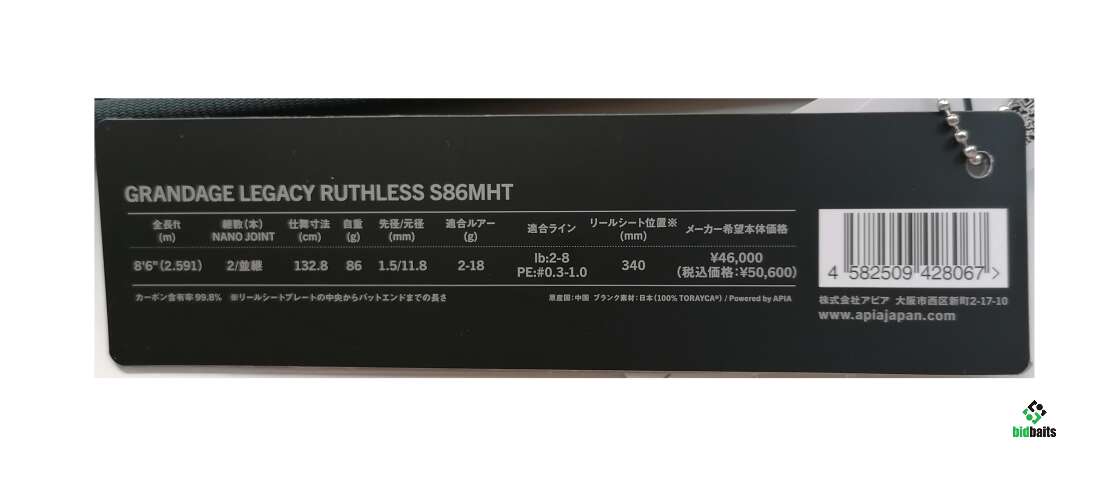 GRANDAGE LEGACY RUTHLESS S86MHT
全長ft 継数(本) 仕舞寸法 自重 先径/元径 適合ルアー 適合ライン リールシート位置※ メーカー希望本体価格
(m) NANO JOINT (cm) (g) (mm) (g) (mm)
8'6"(2.591) 2/並継 132.8 86 1.5/11.8 2-18 lb:2-8 340 ¥46,000
PE:#0.3-1.0 (税込価格:¥50,600)
カーボン含有率99.8% ※リールシートプレートの中央からバットエンドまでの長さ
原産国:中国 ブランク素材:日本(100% TORAYCA®) / Powered by APIA
4 582509 428067 >
株式会社アピア 大阪市西区新町2-17-10
www.apiajapan.com
bidbaits